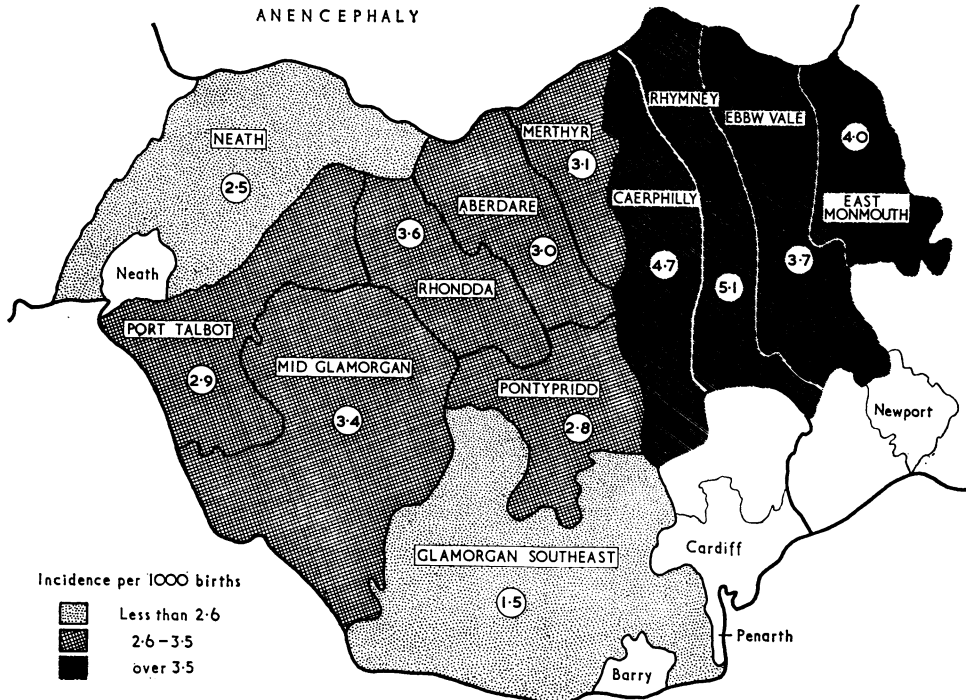 ANENCEPHALY
RHYMNEY
EBBW VALE
MERTHYR
NEATH
4·0
3·1
2·5
CAERPHILLY
EAST
MONMOUTH
ABERDARE
3·6
3·0
Neath
4·7
3·7
5·1
RHONDDA
PORT TALBOT
MID GLAMORGAN
2·9
PONTYPRIDD
3·4
2·8
Newport
GLAMORGAN SOUTHEAST
Cardiff
Incidence per 1000 births
Less than 2·6
2·6–3·5
over 3·5
1·5
Penarth
Barry